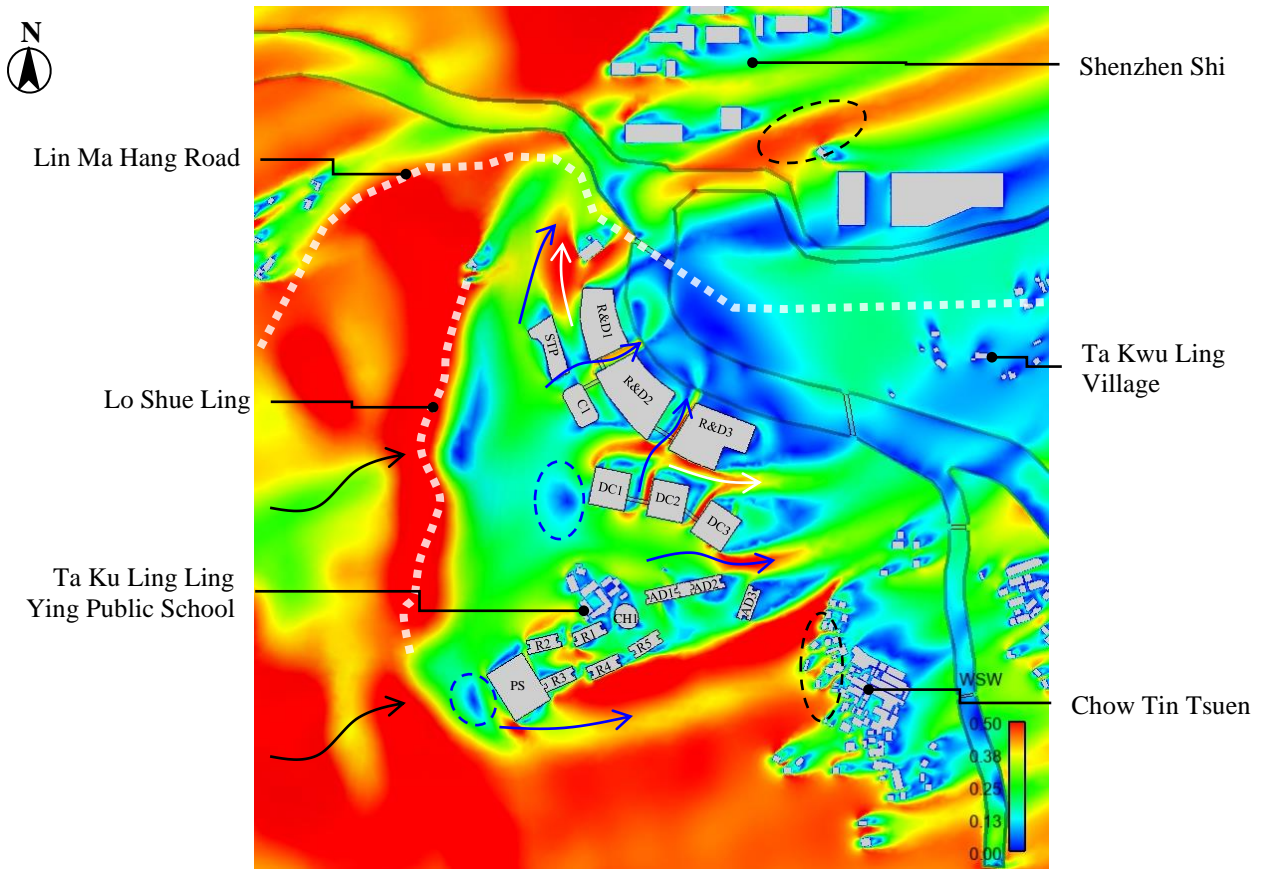 N
Shenzhen Shi
Lin Ma Hang Road
R&D1
STP
Ta Kwu Ling
Village
R&D2
Lo Shue Ling
C1
R&D3
DC1
DC2
DC3
Ta Ku Ling Ling
Ying Public School
AD1
AD2
AD3
CH1
R1
R2
R5
R4
R3
PS
WSW
Chow Tin Tsuen
0.50
0.38
0.25
0.13
0.00